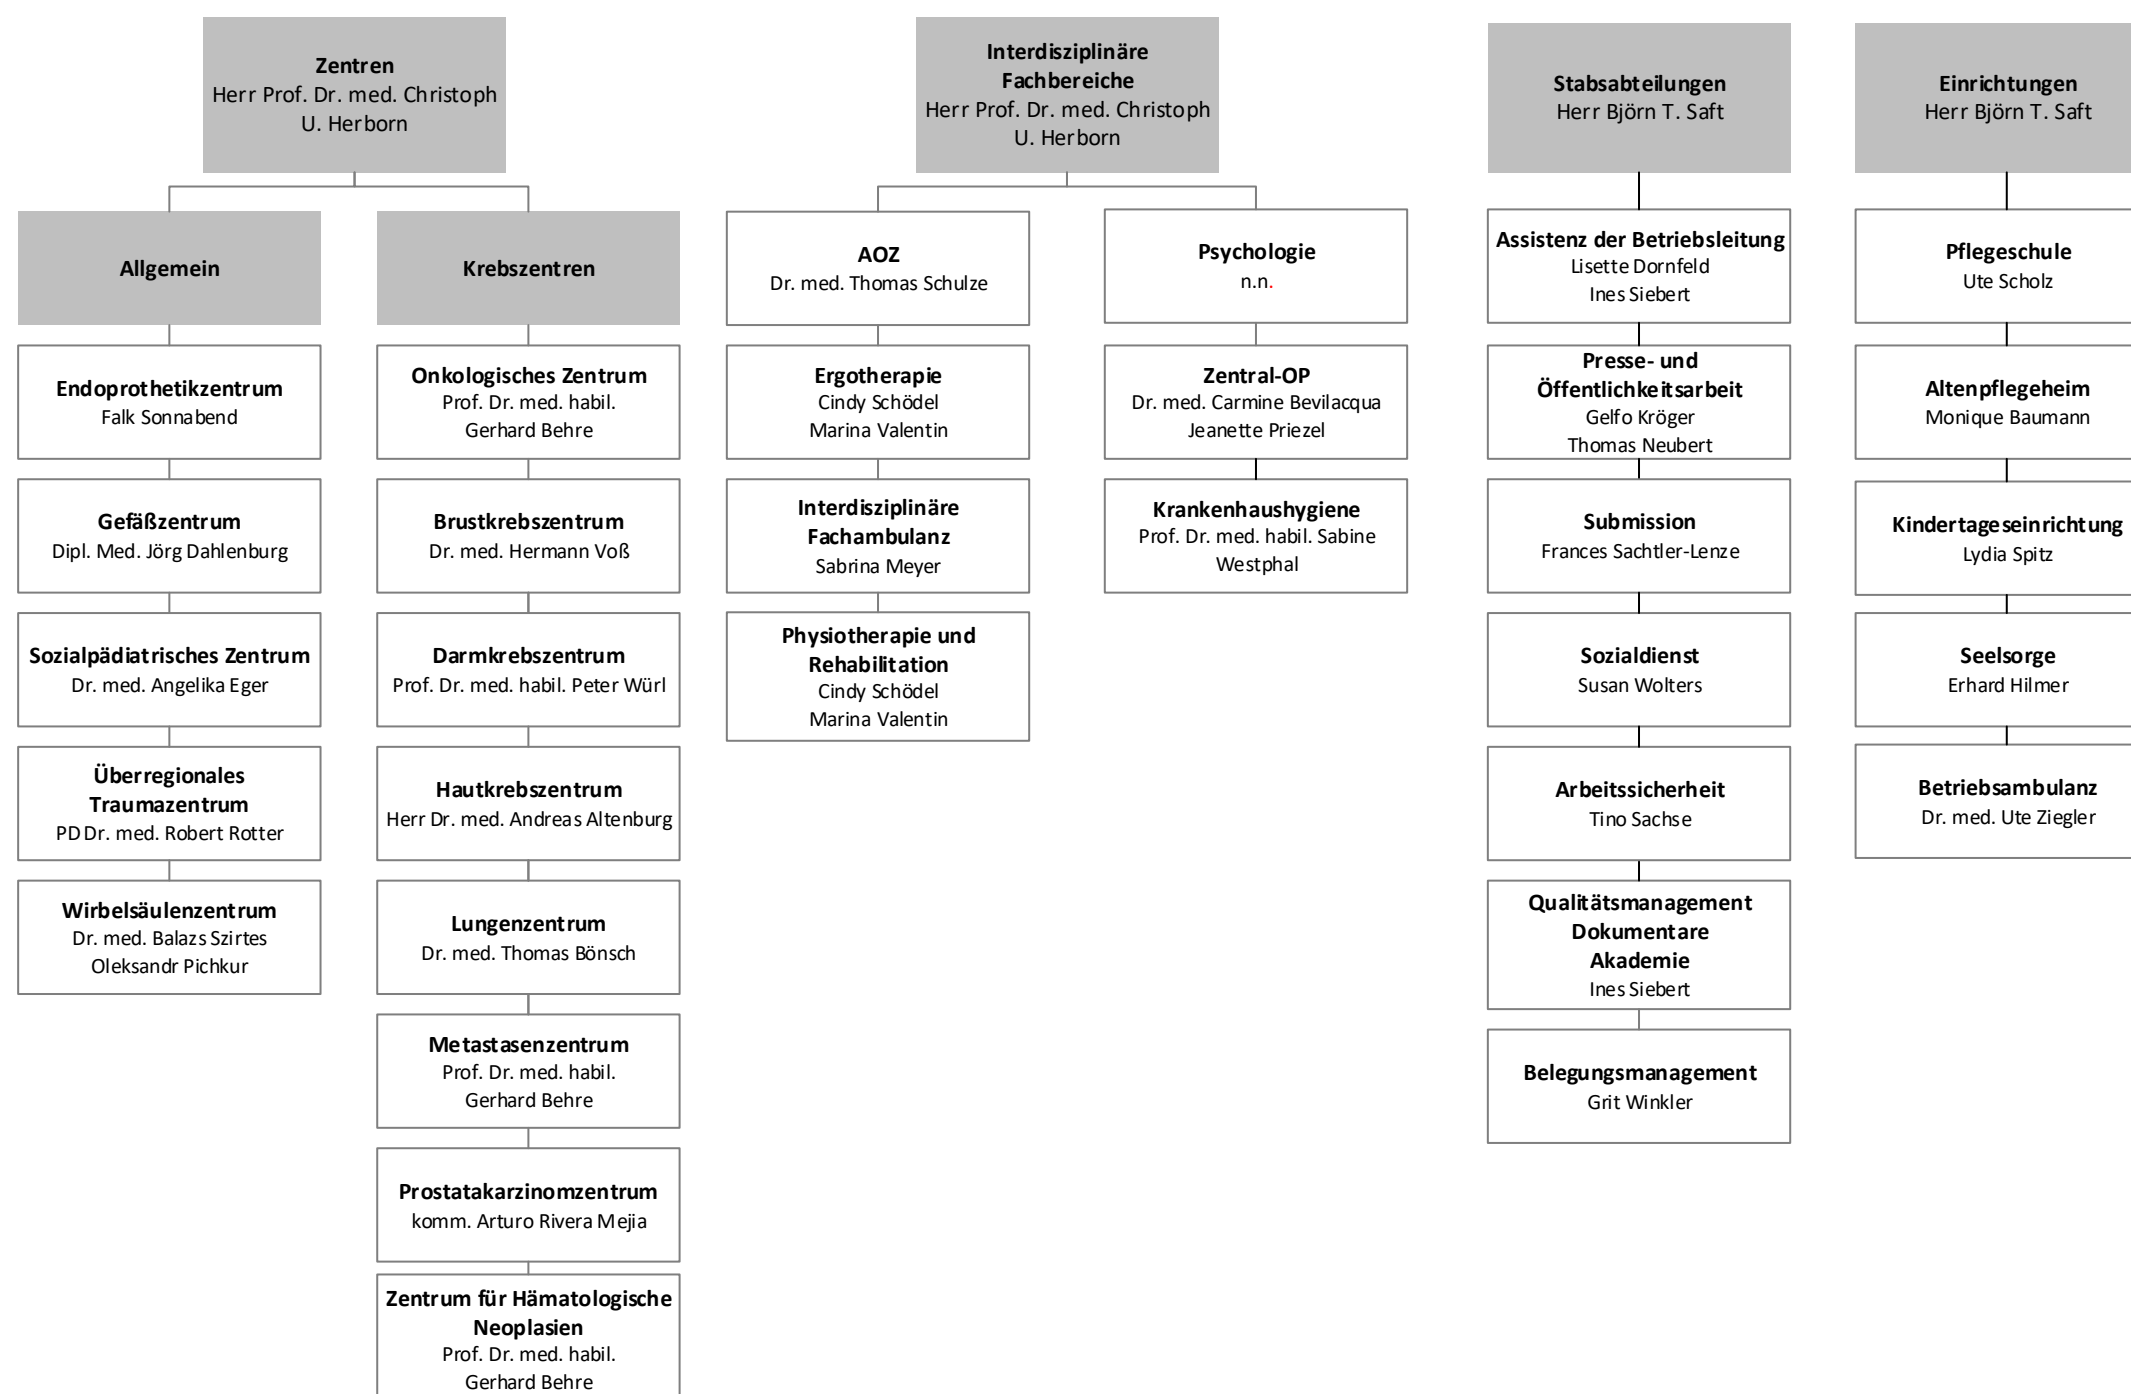 Zentren
Herr Prof. Dr. med. Christoph
U. Herborn
Allgemein
Endoprothetikzentrum
Falk Sonnabend
Gefäßzentrum
Dipl. Med. Jörg Dahlenburg
Sozialpädiatrisches Zentrum
Dr. med. Angelika Eger
Überregionales
Traumazentrum
PD Dr. med. Robert Rotter
Wirbelsäulenzentrum
Dr. med. Balazs Szirtes
Oleksandr Pichkur
Krebszentren
Onkologisches Zentrum
Prof. Dr. med. habil.
Gerhard Behre
Brustkrebszentrum
Dr. med. Hermann Voß
Darmkrebszentrum
Prof. Dr. med. habil. Peter Würl
Hautkrebszentrum
Herr Dr. med. Andreas Altenburg
Lungenzentrum
Dr. med. Thomas Bönsch
Metastasenzentrum
Prof. Dr. med. habil.
Gerhard Behre
Prostatakarzinomzentrum
komm. Arturo Rivera Mejia
Zentrum für Hämatologische
Neoplasien
Prof. Dr. med. habil.
Gerhard Behre
Interdisziplinäre
Fachbereiche
Herr Prof. Dr. med. Christoph
U. Herborn
AOZ
Dr. med. Thomas Schulze
Ergotherapie
Cindy Schödel
Marina Valentin
Interdisziplinäre
Fachambulanz
Sabrina Meyer
Physiotherapie und
Rehabilitation
Cindy Schödel
Marina Valentin
Psychologie
n.n.
Zentral-OP
Dr. med. Carmine Bevilacqua
Jeanette Priezel
Krankenhaushygiene
Prof. Dr. med. habil. Sabine
Westphal
Stabsabteilungen
Herr Björn T. Saft
Assistenz der Betriebsleitung
Lisette Dornfeld
Ines Siebert
Presse- und
Öffentlichkeitsarbeit
Gelfo Kröger
Thomas Neubert
Submission
Frances Sachtler-Lenze
Sozialdienst
Susan Wolters
Arbeitssicherheit
Tino Sachse
Qualitätsmanagement
Dokumentare
Akademie
Ines Siebert
Belegungsmanagement
Grit Winkler
Einrichtungen
Herr Björn T. Saft
Pflegeschule
Ute Scholz
Altenpflegeheim
Monique Baumann
Kindertageseinrichtung
Lydia Spitz
Seelsorge
Erhard Hilmer
Betriebsambulanz
Dr. med. Ute Ziegler